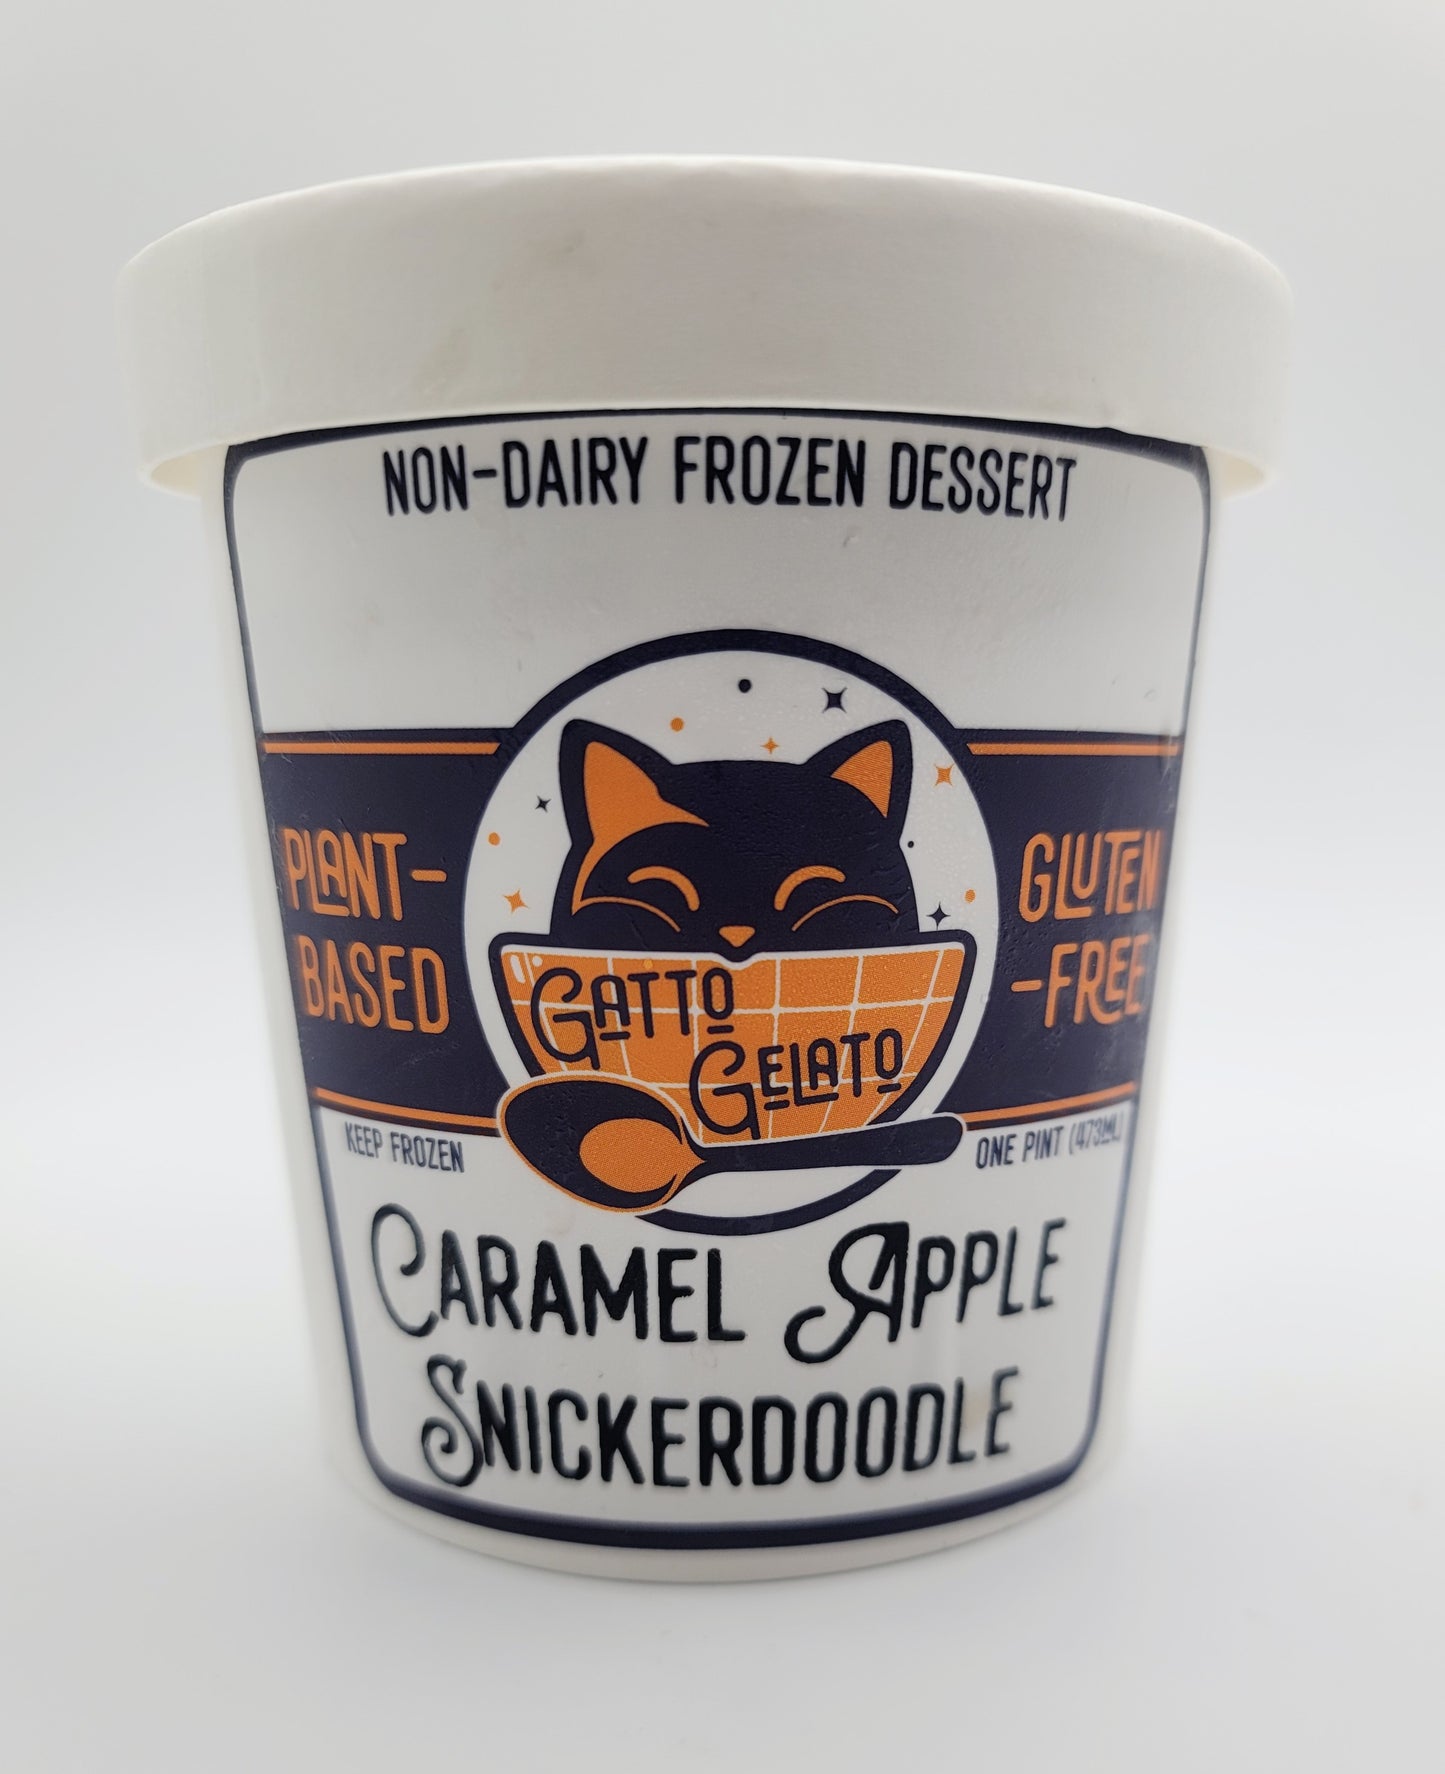 NON-DAIRY FROZEN DESSERT
PLANT-
BASED
GATTO
GELATO
GLUTEN
-FREE
KEEP FROZEN
ONE PINT (473ML)
CARAMEL APPLE
SNICKERDOODLE